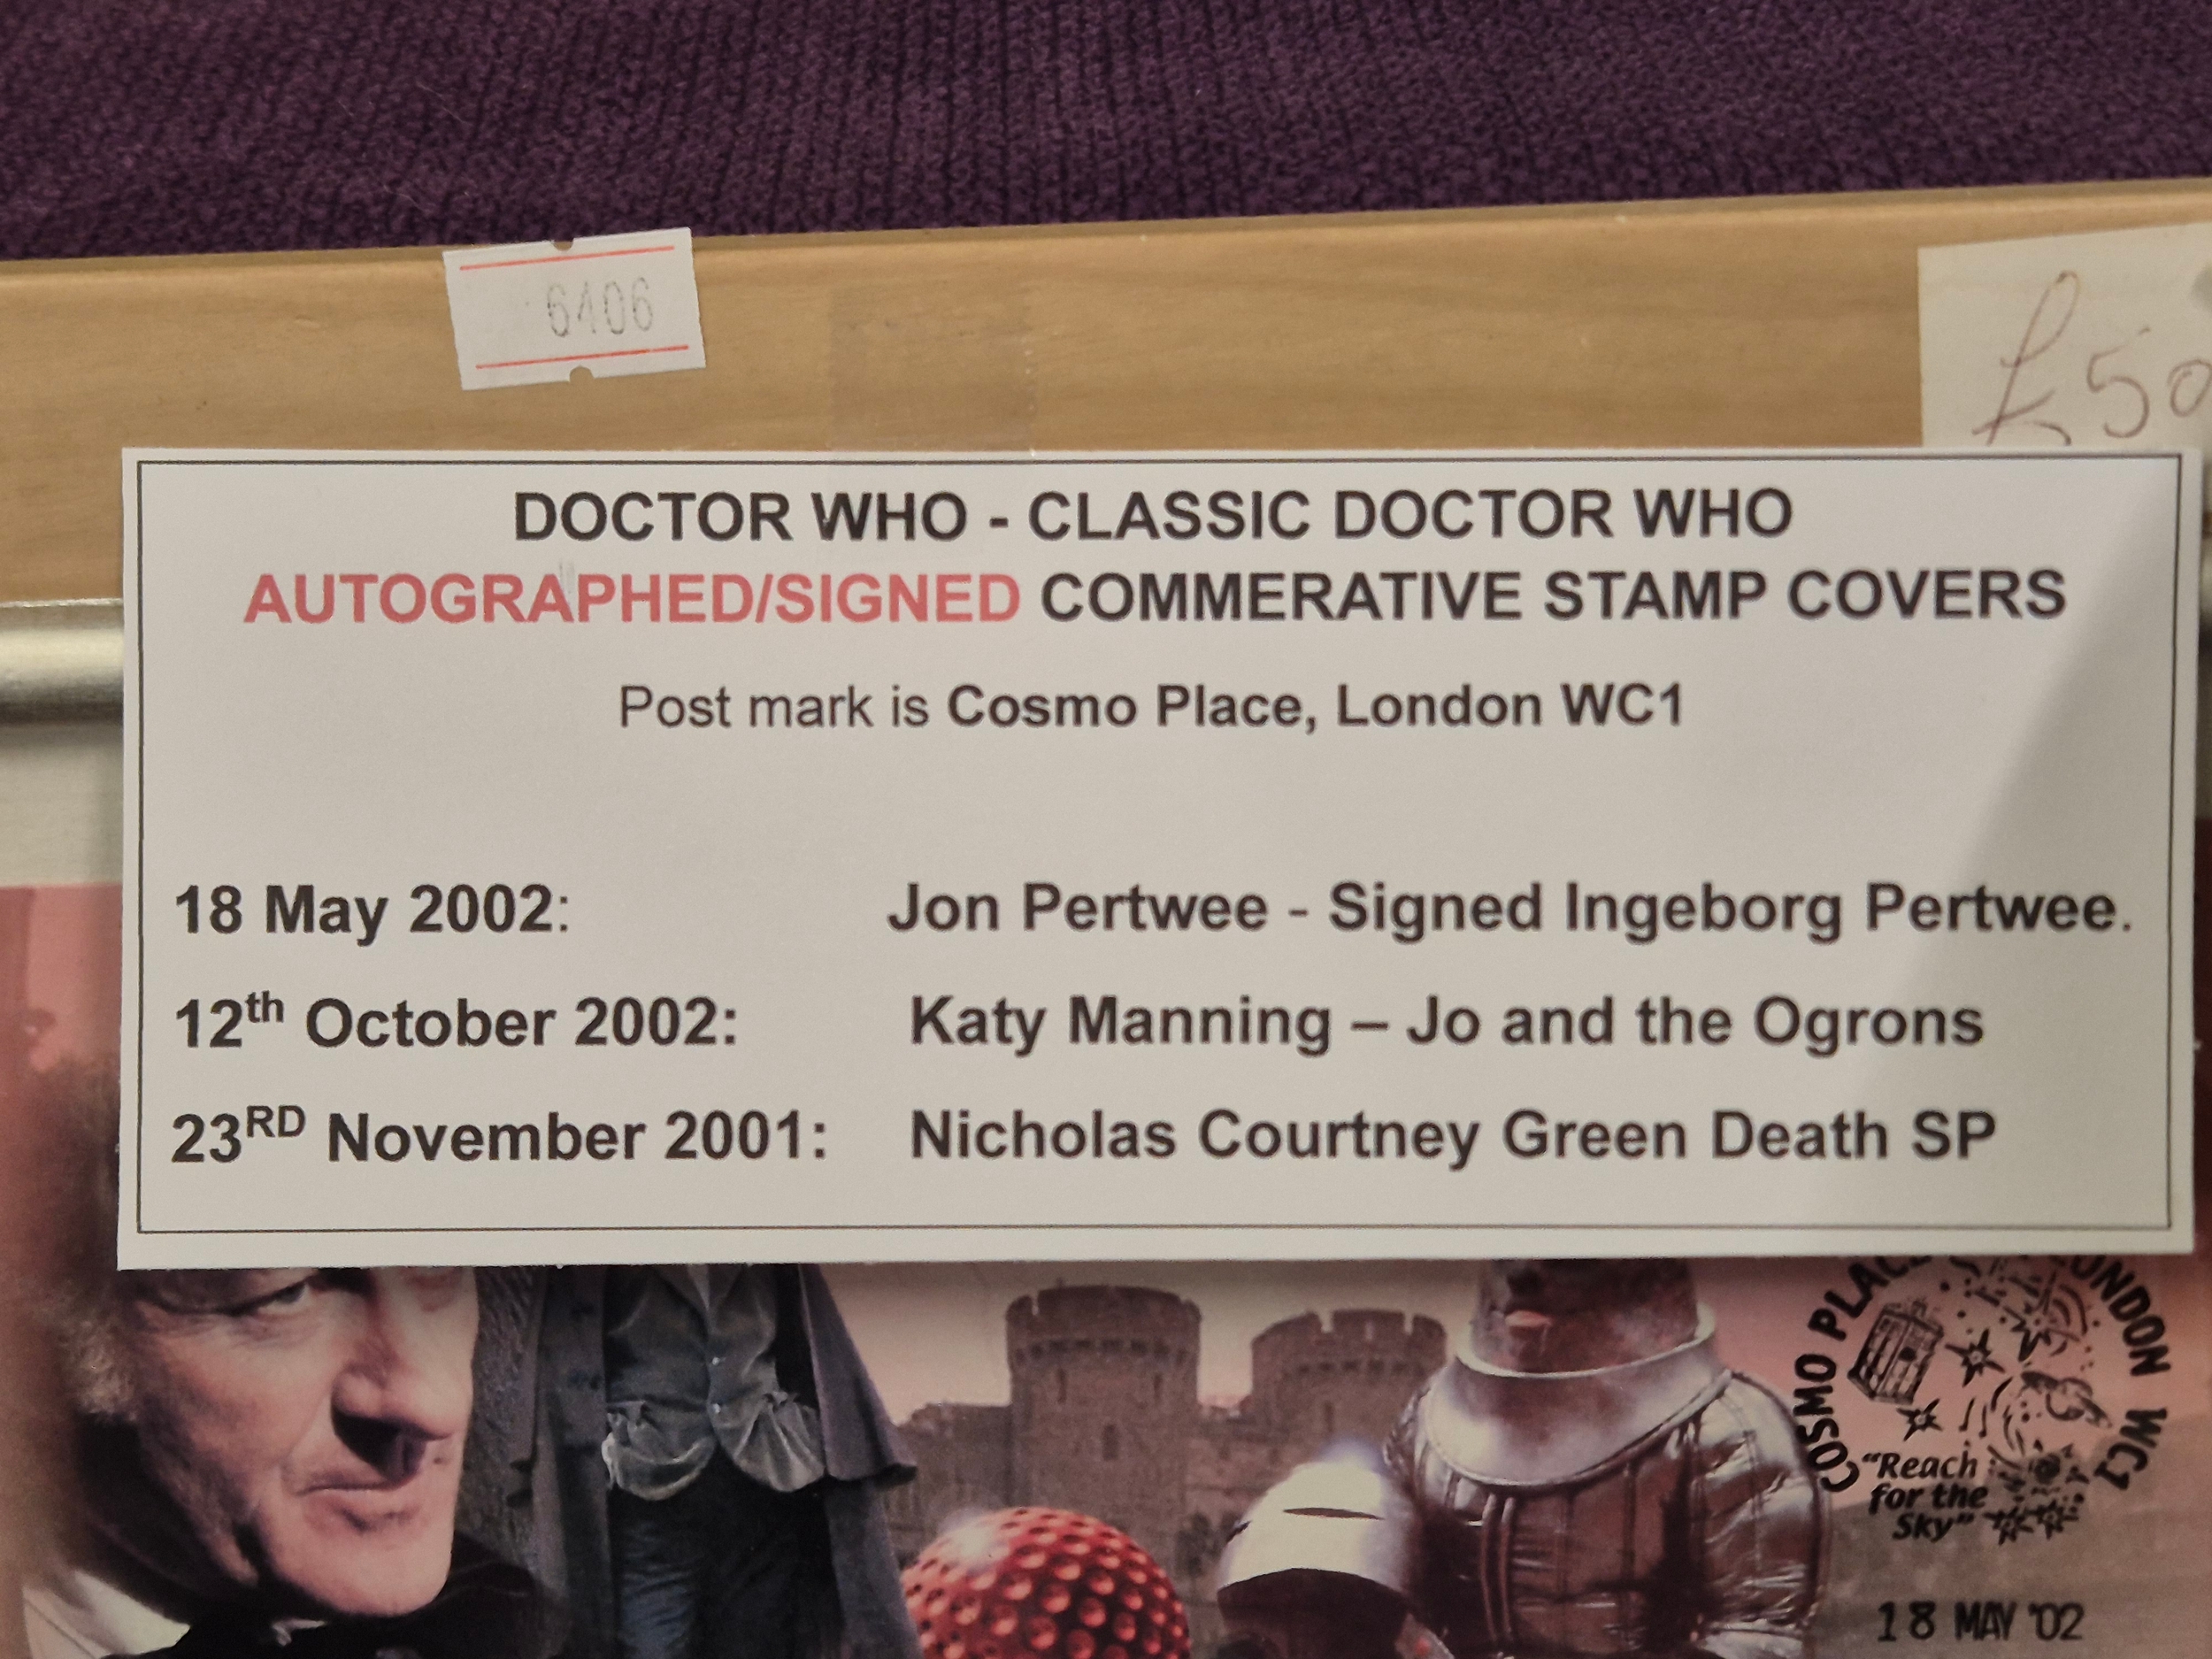 6406
£50
DOCTOR WHO - CLASSIC DOCTOR WHO
AUTOGRAPHED/SIGNED COMMERATIVE STAMP COVERS
Post mark is Cosmo Place, London WC1
18 May 2002: Jon Pertwee - Signed Ingeborg Pertwee.
12th October 2002: Katy Manning – Jo and the Ogrons
23RD November 2001: Nicholas Courtney Green Death SP
COSMO PLACE LONDON WC1
"Reach
for the
Sky"
18 MAY '02